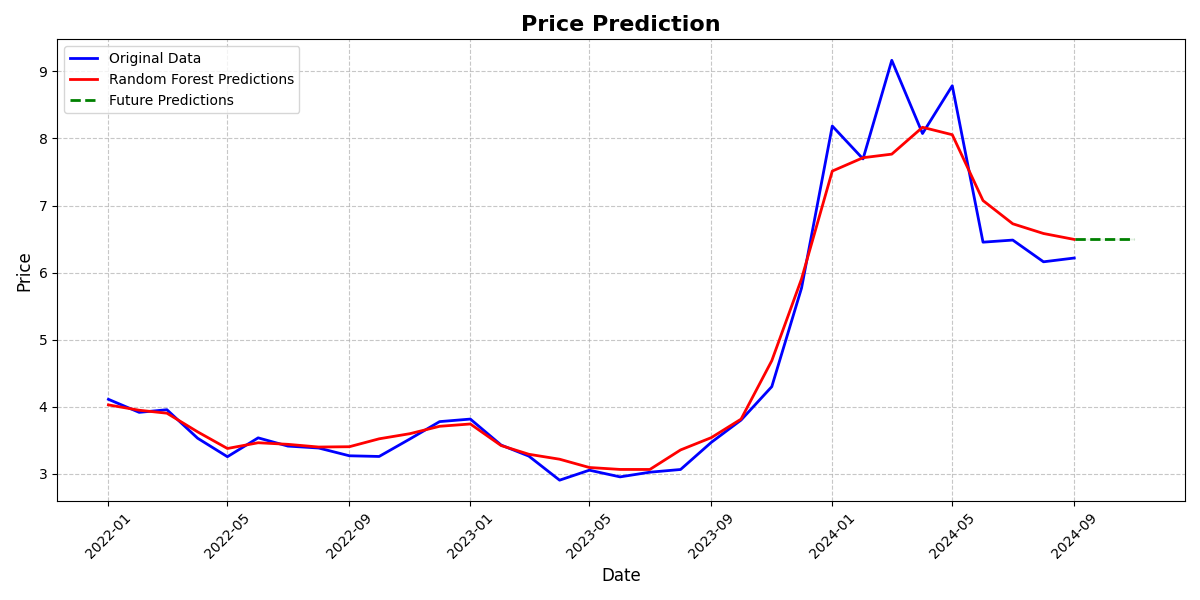 Price Prediction
Original Data
Random Forest Predictions
Future Predictions
Price
9
8
7
6
5
4
3
2022-01
2022-05
2022-09
2023-01
2023-05
2023-09
2024-01
2024-05
2024-09
Date